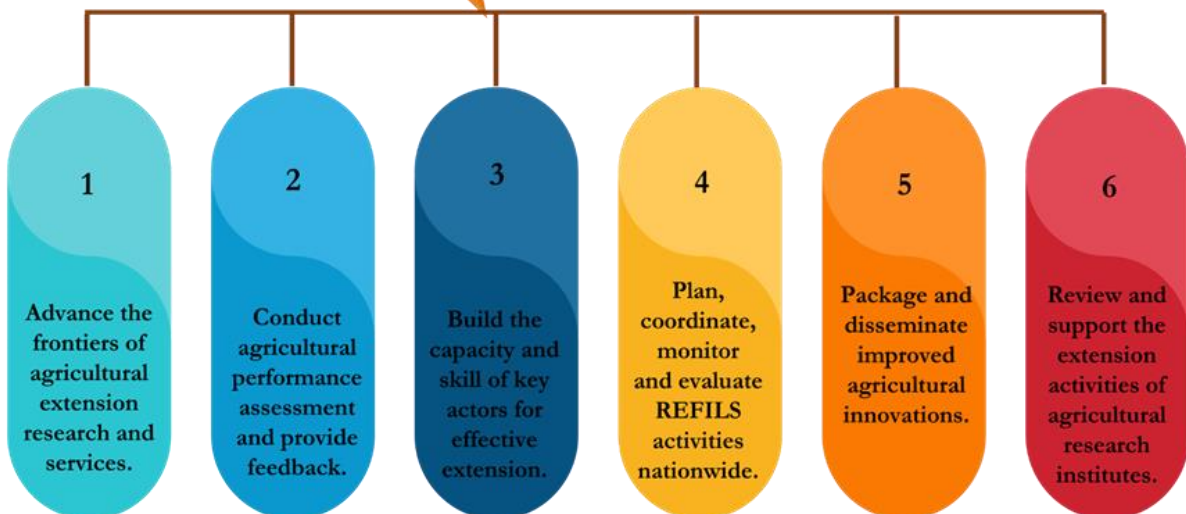 1
Advance the
frontiers of
agricultural
extension
research and
services.
2
Conduct
agricultural
performance
assessment
and provide
feedback.
3
Build the
capacity and
skill of key
actors for
effective
extension.
4
Plan,
coordinate,
monitor
and evaluate
REFILS
activities
nationwide.
5
Package and
disseminate
improved
agricultural
innovations.
6
Review and
support the
extension
activities of
agricultural
research
institutes.